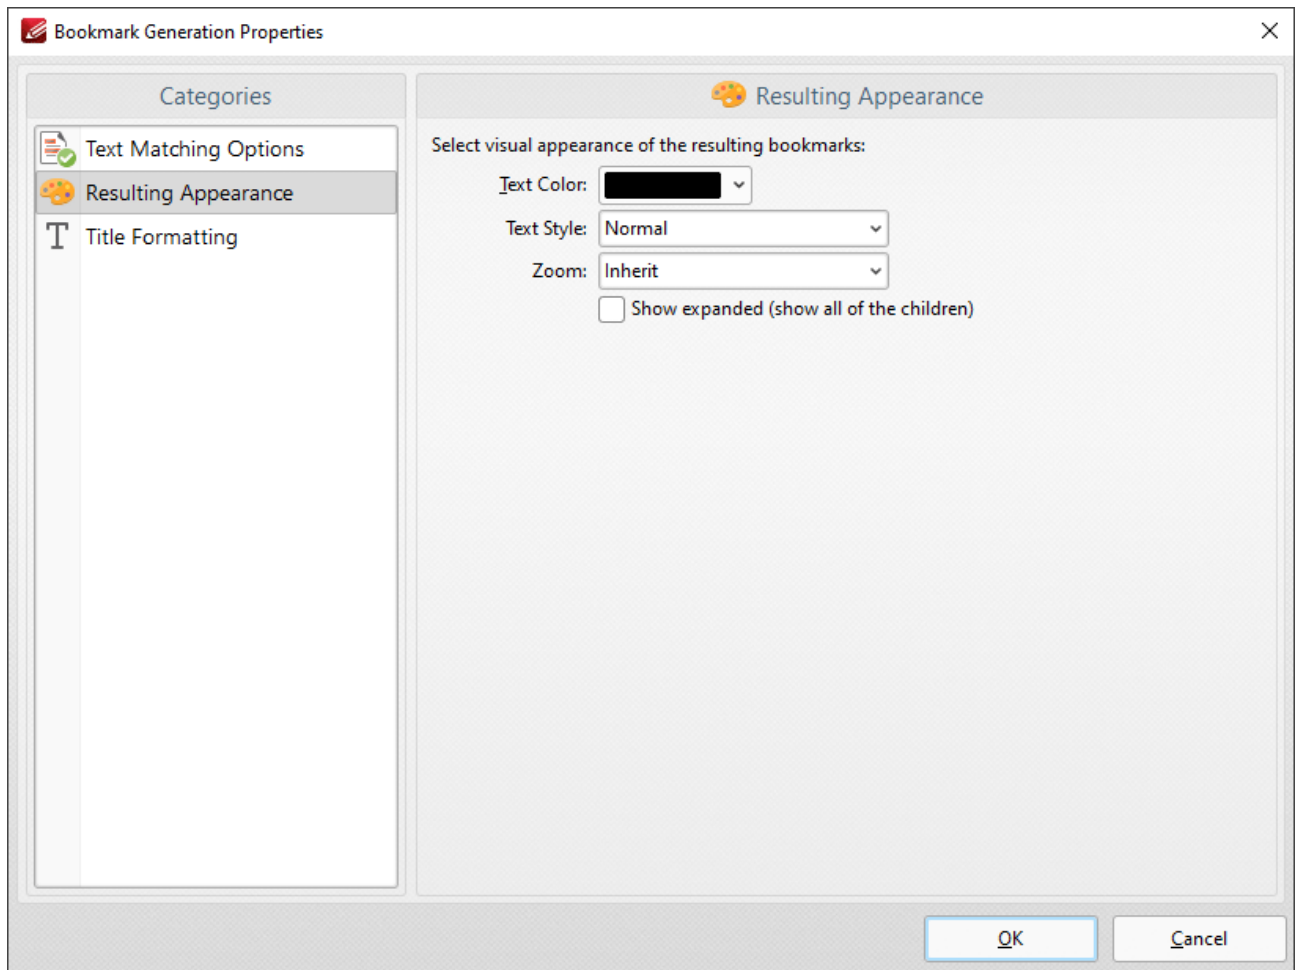 Bookmark Generation Properties
Categories
Text Matching Options
Resulting Appearance
Title Formatting
Resulting Appearance
Select visual appearance of the resulting bookmarks:
Text Color:
Text Style: Normal
Zoom: Inherit
Show expanded (show all of the children)
OK Cancel